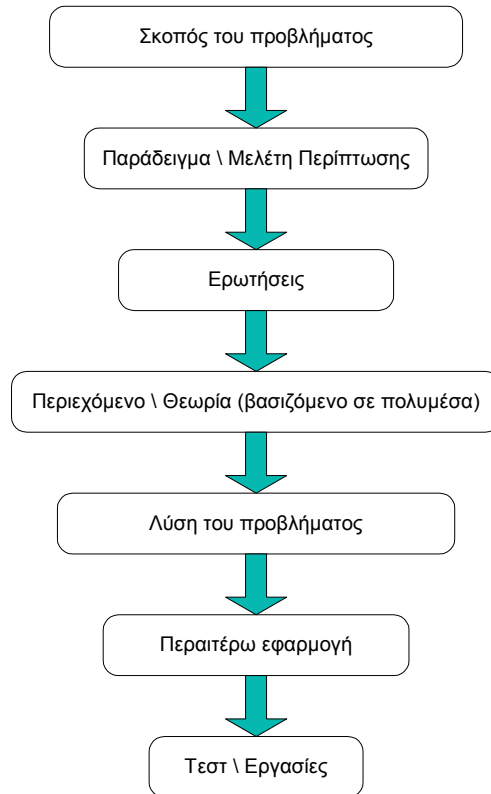 Σκοπός του προβλήματος
Παράδειγμα \ Μελέτη Περίπτωσης
Ερωτήσεις
Περιεχόμενο \ Θεωρία (βασιζόμενο σε πολυμέσα)
Λύση του προβλήματος
Περαιτέρω εφαρμογή
Τεστ \ Εργασίες